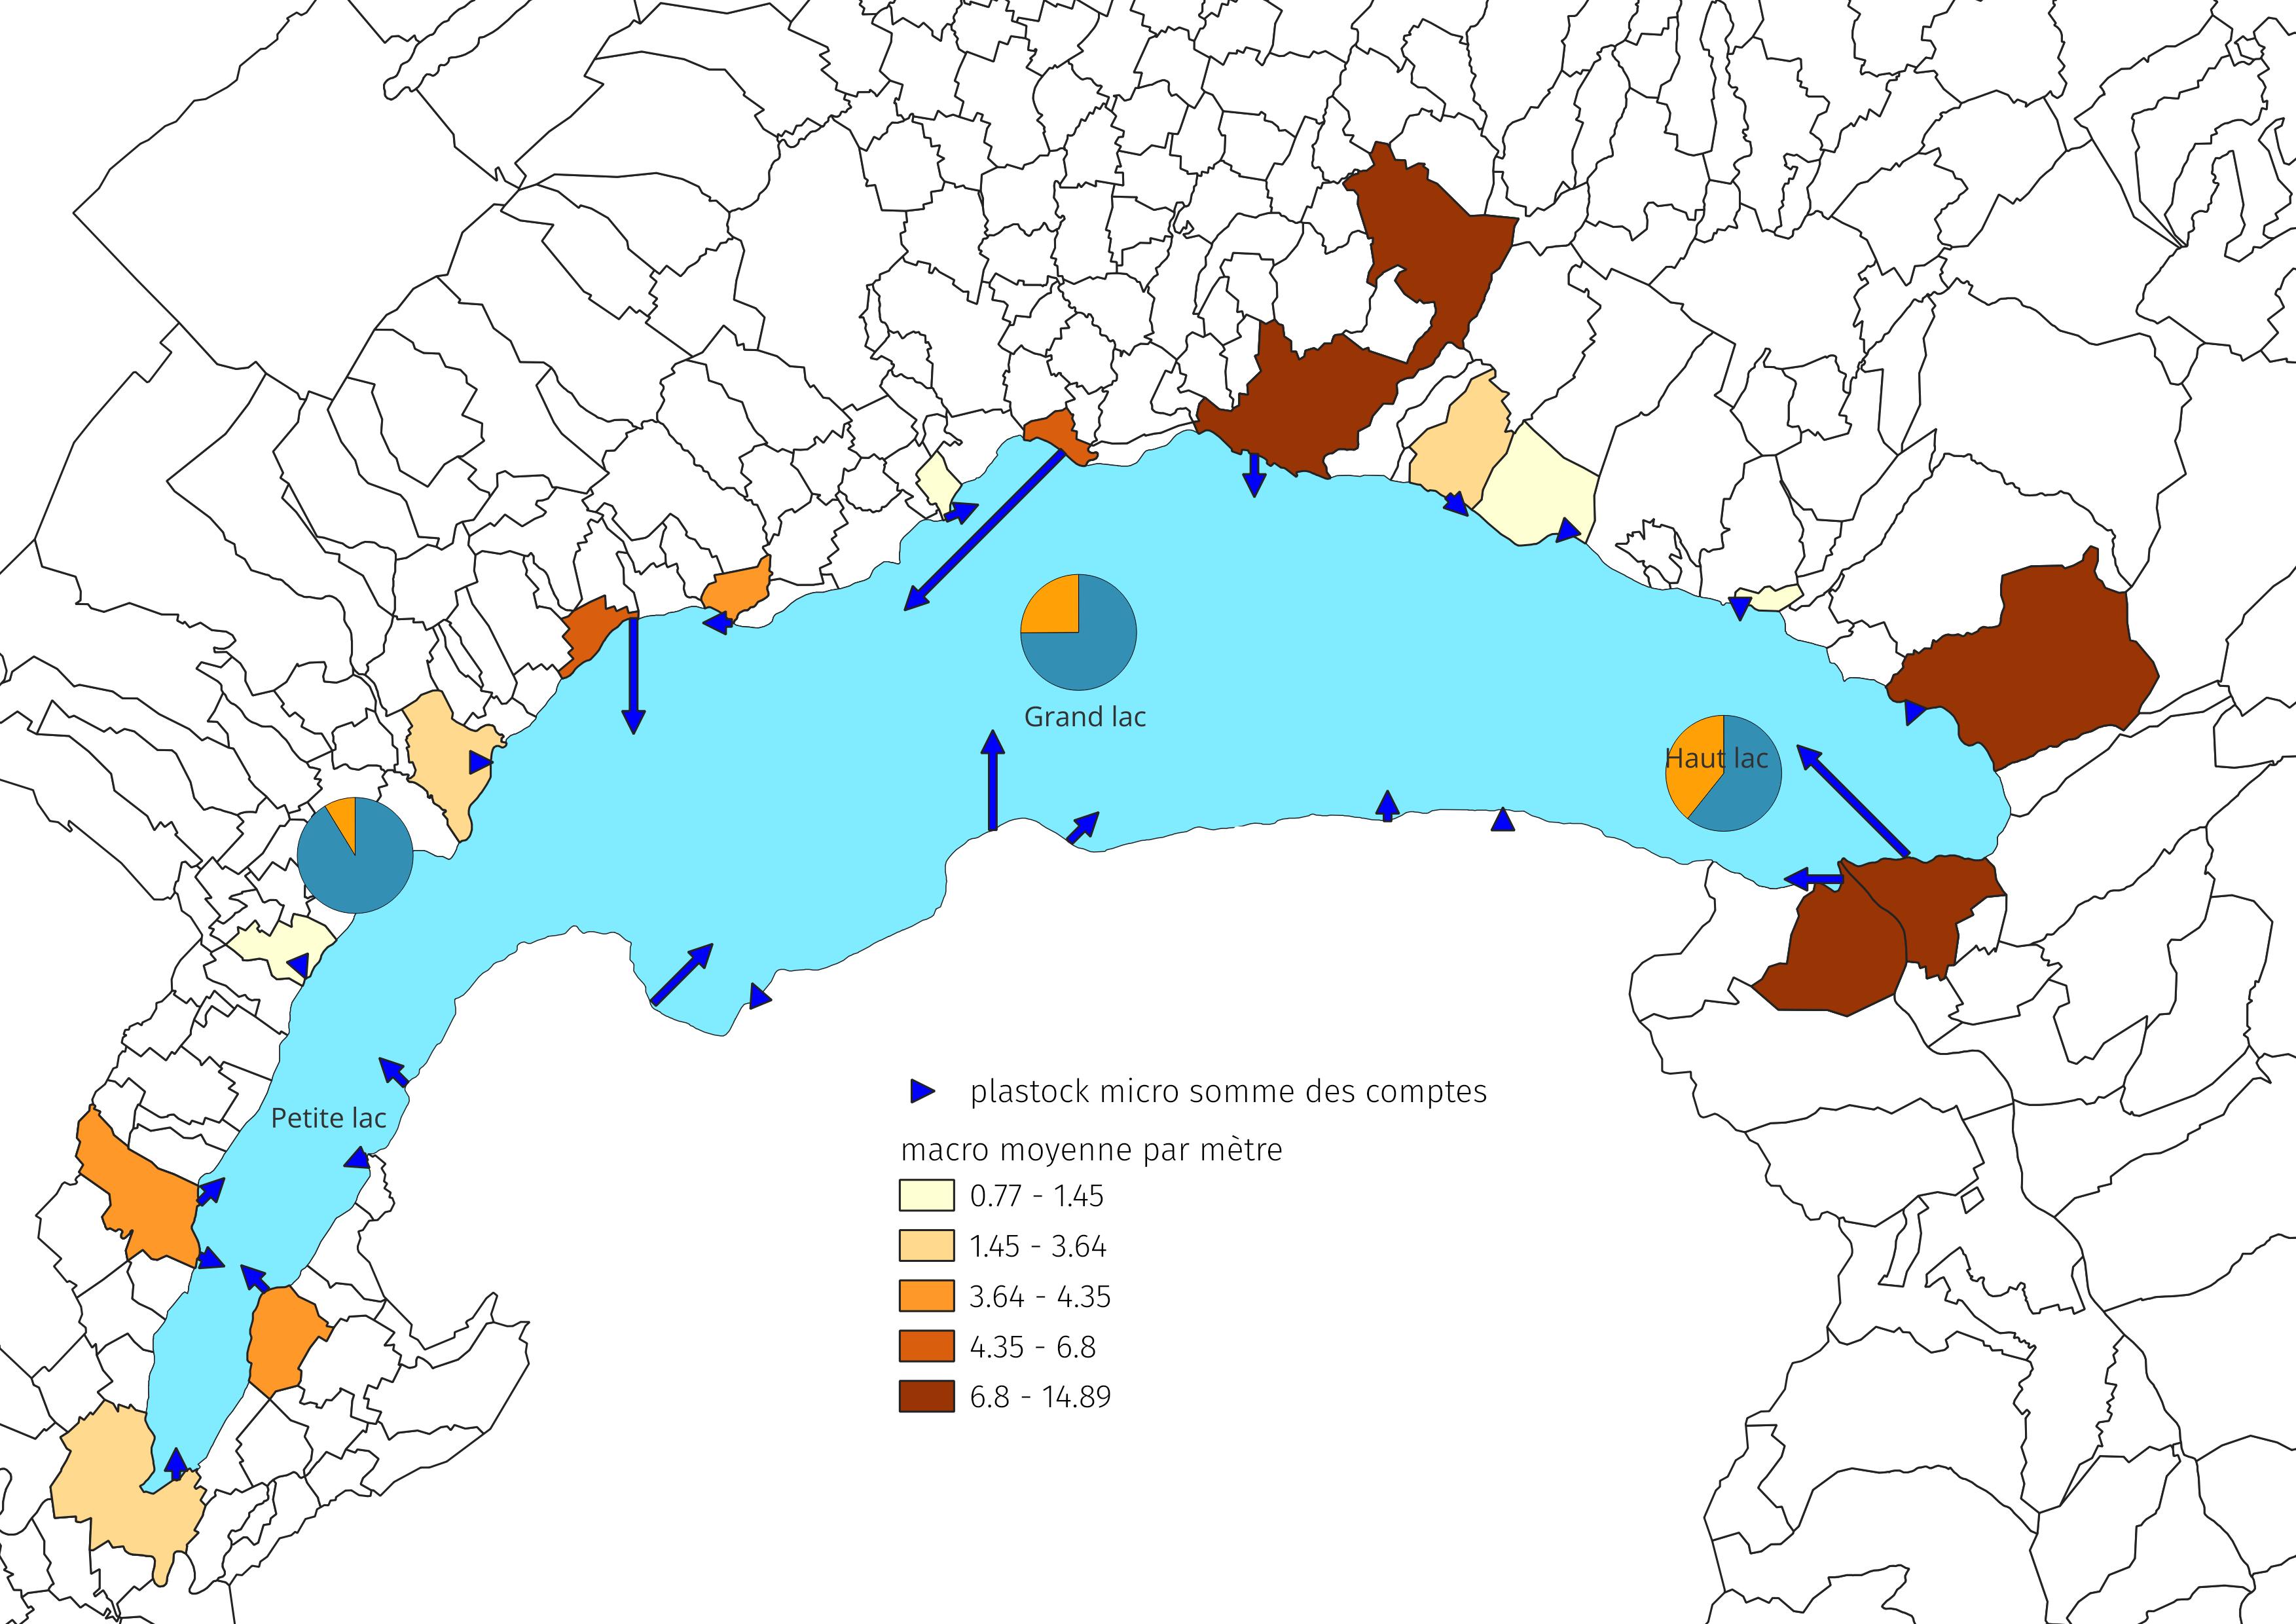 Grand lac
Haut lac
Petite lac
plastock micro somme des comptes
macro moyenne par mètre
0.77 - 1.45
1.45 - 3.64
3.64 - 4.35
4.35 - 6.8
6.8 - 14.89